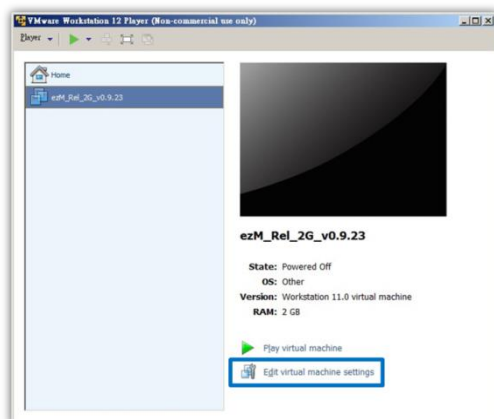 VMware Workstation 12 Player (Non-commercial use only)
Player
Home
ezM_Rel_2G_v0.9.23
ezM_Rel_2G_v0.9.23
State: Powered Off
OS: Other
Version: Workstation 11.0 virtual machine
RAM: 2 GB
Play virtual machine
Edit virtual machine settings